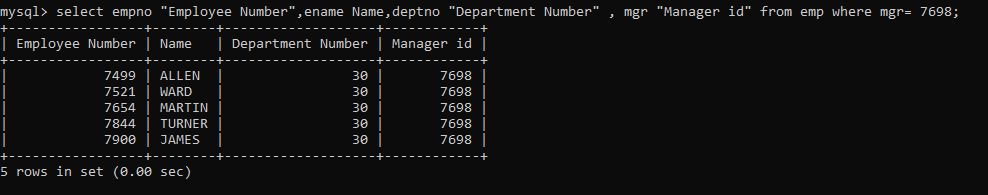 mysql> select empno "Employee Number",ename Name,deptno "Department Number" , mgr "Manager id" from emp where mgr= 7698;
+-----------------+--------+-------------------+------------+
| Employee Number | Name   | Department Number | Manager id |
+-----------------+--------+-------------------+------------+
|            7499 | ALLEN  |                30 |       7698 |
|            7521 | WARD   |                30 |       7698 |
|            7654 | MARTIN |                30 |       7698 |
|            7844 | TURNER |                30 |       7698 |
|            7900 | JAMES  |                30 |       7698 |
+-----------------+--------+-------------------+------------+
5 rows in set (0.00 sec)